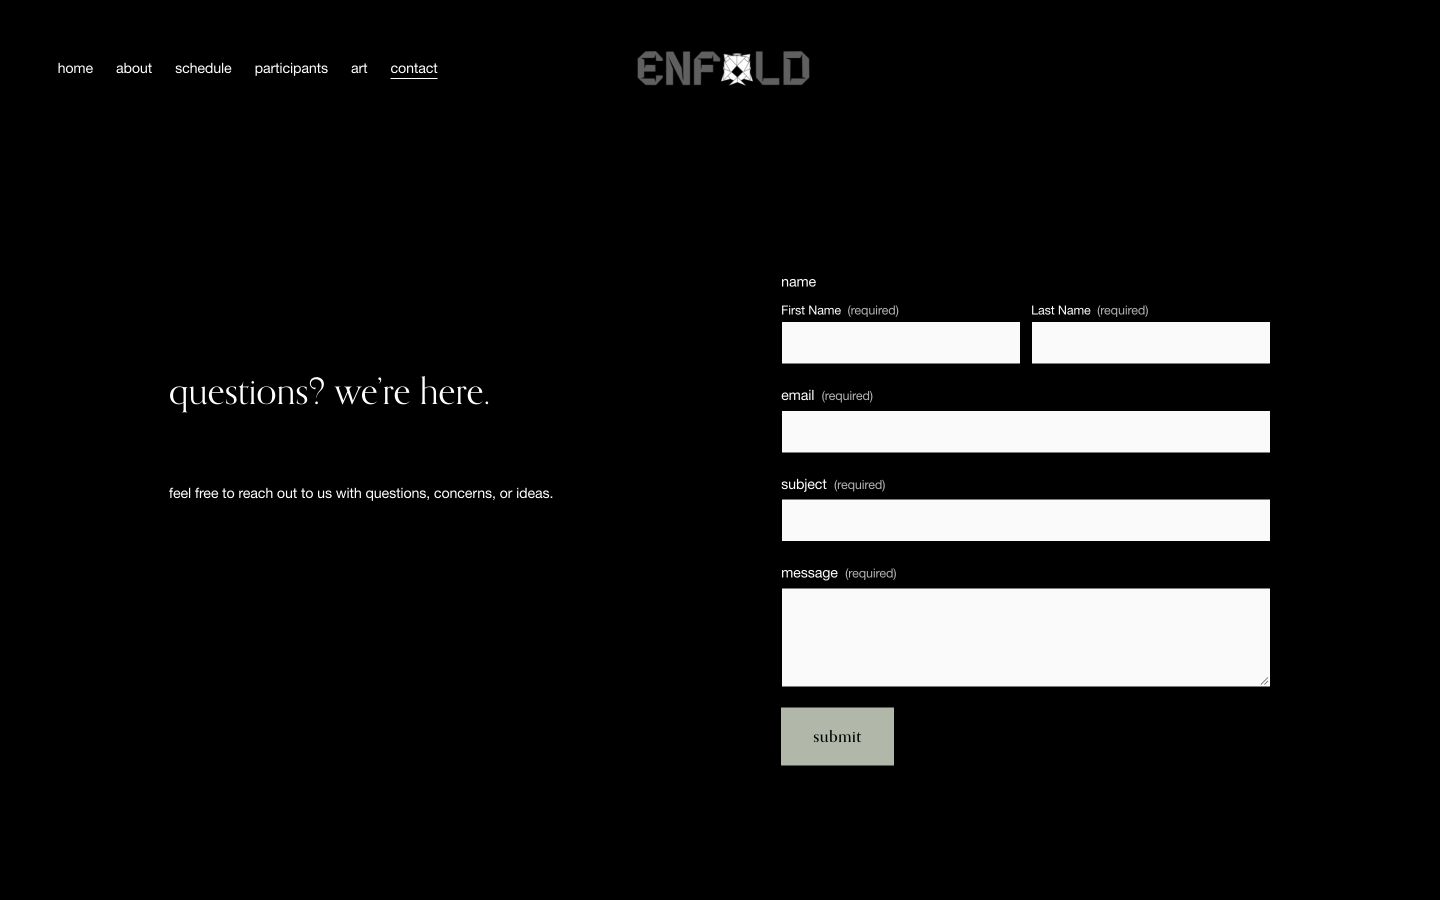 home about schedule participants art contact
ENFOLD
questions? we're here.
feel free to reach out to us with questions, concerns, or ideas.
name
First Name (required) Last Name (required)
email (required)
subject (required)
message (required)
submit